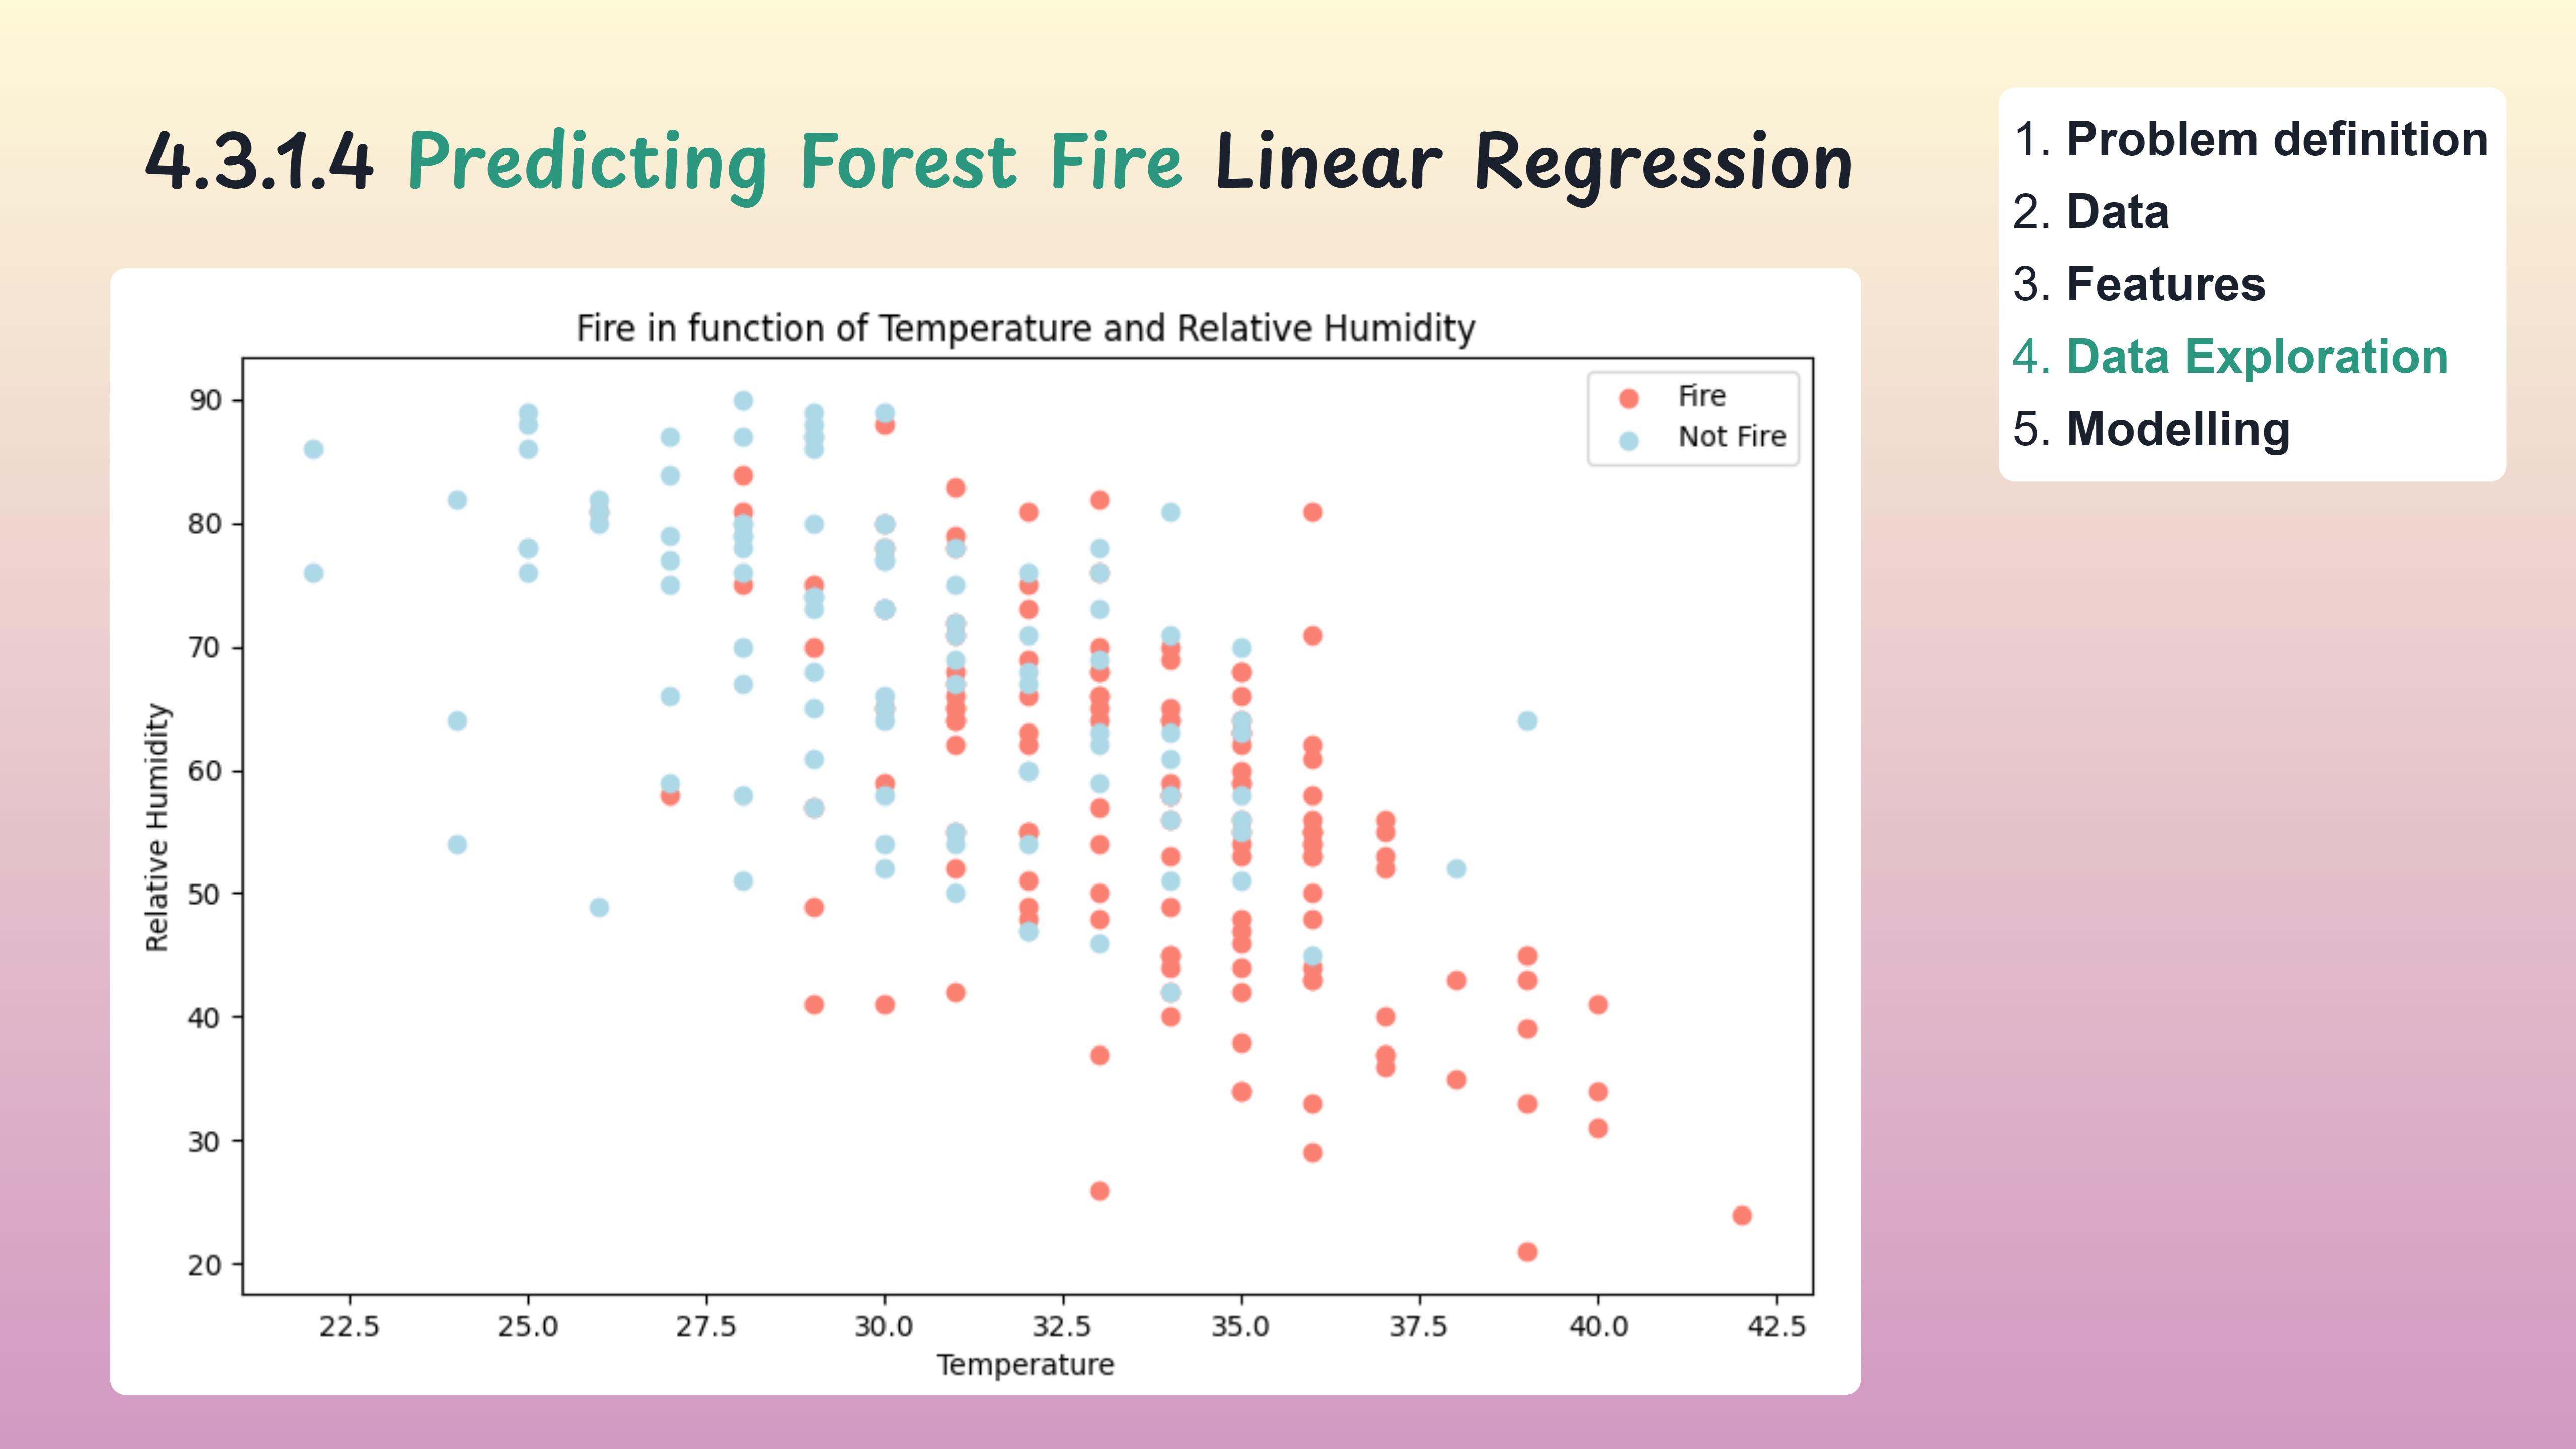 4.3.1.4 Predicting Forest Fire Linear Regression
1. Problem definition
2. Data
3. Features
4. Data Exploration
5. Modelling
Fire in function of Temperature and Relative Humidity
Fire
Not Fire
Relative Humidity
90
80
70
60
50
40
30
20
22.5 25.0 27.5 30.0 32.5 35.0 37.5 40.0 42.5
Temperature